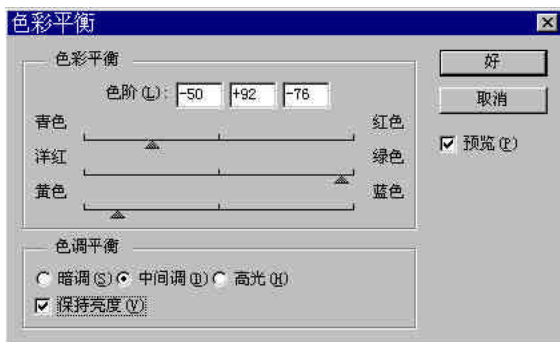 色彩平衡
色彩平衡
色阶(L): -50 +92 -76
青色 红色
洋红 绿色
黄色 蓝色
好
取消
预览(P)
色调平衡
暗调(S) 中间调(D) 高光(H)
保持亮度(V)